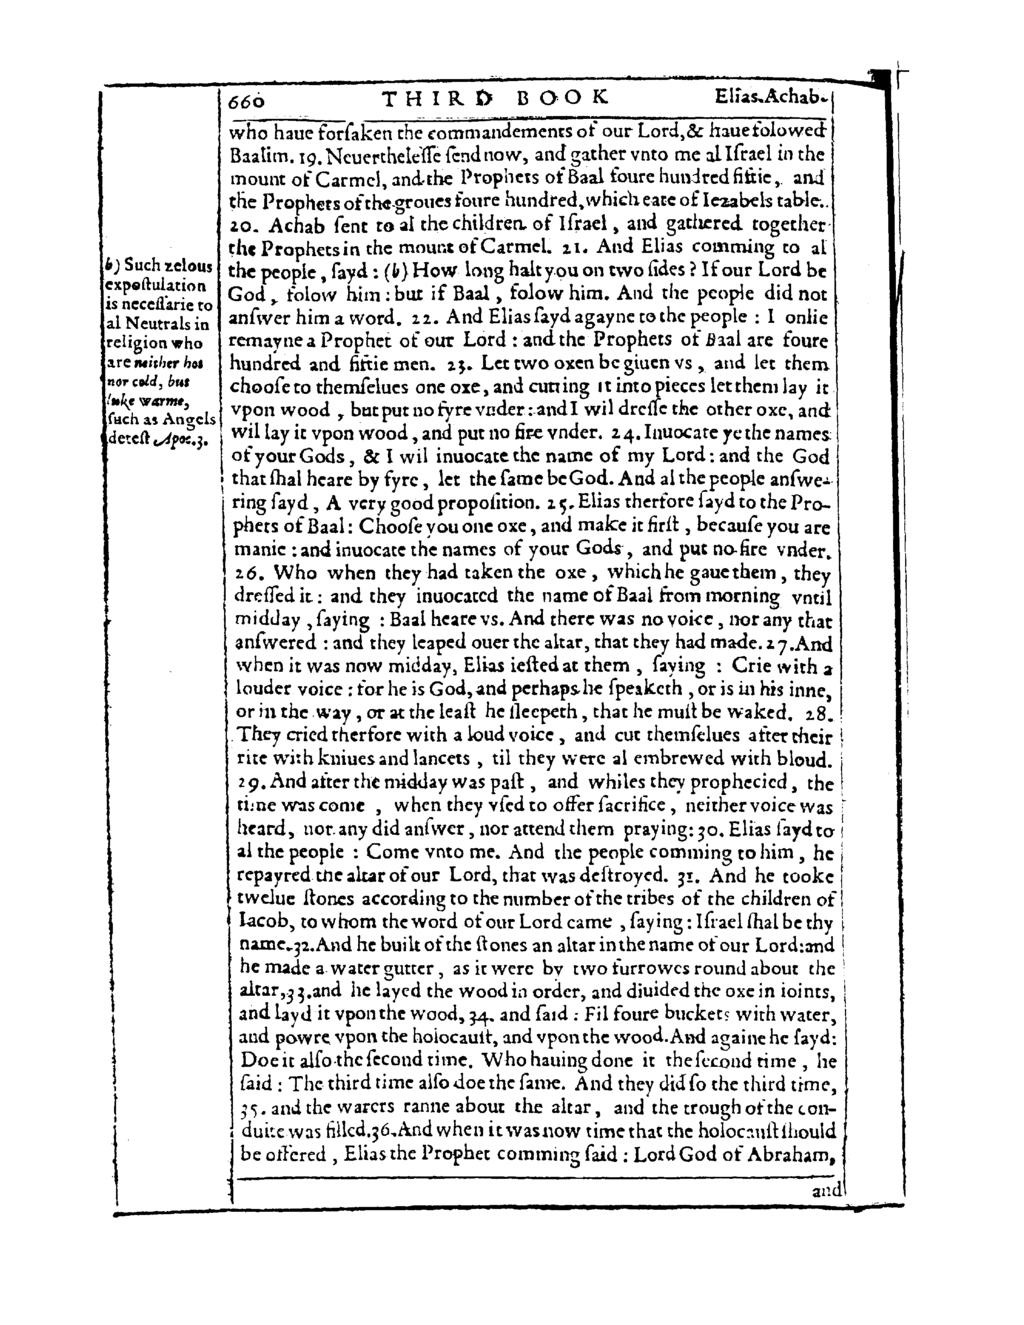 660 THIRD BOOK Elias. Achab.
who haue forſaken the commandements of our Lord, & haue folowed
Baalim. 19. Neuertheleſſe ſend now, and gather vnto me al Iſrael in the
mount of Carmel, and the Prophets of Baal foure hundred fiftie, and
the Prophets of the groues foure hundred, which eate of Iezabels table.
20. Achab ſent to al the children of Iſrael, and gathered together
the Prophets in the mount of Carmel. 21. And Elias comming to al
the people, ſayd: (b) How long halt you on two ſides? If our Lord be
God, folow him: but if Baal, folow him. And the people did not
anſwer him a word. 22. And Elias ſayd agayne to the people: I onlie
remayne a Prophet of our Lord: and the Prophets of Baal are foure
hundred and fiftie men. 23. Let two oxen be giuen vs, and let them
chooſe to themſelues one oxe, and cutting it into pieces let them lay it
vpon wood, but put no fyre vnder: and I wil dreſſe the other oxe, and
wil lay it vpon wood, and put no fire vnder. 24. Inuocate ye the names
of your Gods, & I wil inuocate the name of my Lord: and the God
that ſhal heare by fyre, let the ſame be God. And al the people anſwe-
ring ſayd, A very good propoſition. 25. Elias therfore ſayd to the Pro-
phets of Baal: Chooſe you one oxe, and make it firſt, becauſe you are
manie: and inuocate the names of your Gods, and put no fire vnder.
26. Who when they had taken the oxe, which he gaue them, they
dreſſed it: and they inuocated the name of Baal from morning vntil
midday, ſaying: Baal heare vs. And there was no voice, nor any that
anſwered: and they leaped ouer the altar, that they had made. 27. And
when it was now midday, Elias ieſted at them, ſaying: Crie with a
louder voice: for he is God, and perhaps he ſpeaketh, or is in his inne,
or in the way, or at the leaſt he ſleepeth, that he muſt be waked. 28.
They cried therfore with a loud voice, and cut themſelues after their
rite with kniues and lancets, til they were al embrewed with bloud.
29. And after the midday was paſt, and whiles they prophecied, the
time was come, when they vſed to offer ſacrifice, neither voice was
heard, nor any did anſwer, nor attend them praying: 30. Elias ſayd to
al the people: Come vnto me. And the people comming to him, he
repayred the altar of our Lord, that was deſtroyed. 31. And he tooke
twelue ſtones according to the number of the tribes of the children of
Iacob, to whom the word of our Lord came, ſaying: Iſrael ſhal be thy
name. 32. And he built of the ſtones an altar in the name of our Lord: and
he made a water gutter, as it were by two furrowes round about the
altar, 33. and he layed the wood in order, and diuided the oxe in ioints,
and layd it vpon the wood, 34. and ſaid: Fil foure buckets with water,
and powre vpon the holocauſt, and vpon the wood. And againe he ſayd:
Doe it alſo the ſecond time. Who hauing done it the ſecond time, he
ſaid: The third time alſo doe the ſame. And they did ſo the third time,
35. and the waters ranne about the altar, and the trough of the con-
duite was filled. 36. And when it was now time that the holocauſt ſhould
be offered, Elias the Prophet comming ſaid: Lord God of Abraham,
and
b) Such zelous
expoſtulation
is neceſſarie to
al Neutrals in
religion who
are neither hot
nor cold, but
luke warme,
ſuch as Angels
deteſt Apoc. 3.